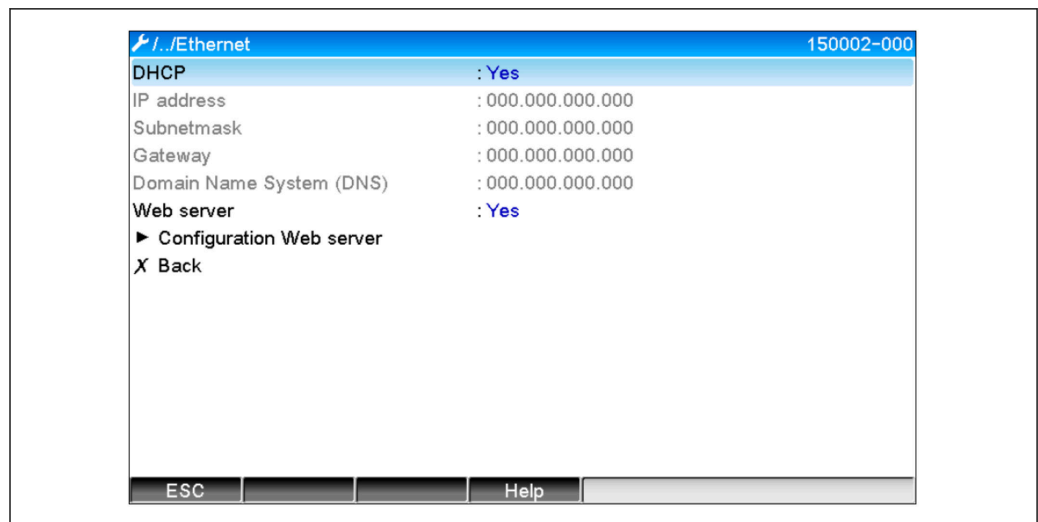 /../Ethernet 150002-000
DHCP : Yes
IP address : 000.000.000.000
Subnetmask : 000.000.000.000
Gateway : 000.000.000.000
Domain Name System (DNS) : 000.000.000.000
Web server : Yes
► Configuration Web server
X Back
ESC Help